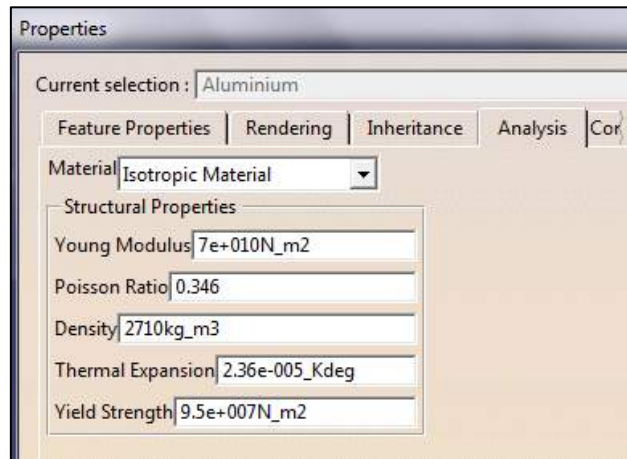 Properties
Current selection : Aluminium
Feature Properties Rendering Inheritance Analysis Cor
Material Isotropic Material
Structural Properties
Young Modulus 7e+010N_m2
Poisson Ratio 0.346
Density 2710kg_m3
Thermal Expansion 2.36e-005_Kdeg
Yield Strength 9.5e+007N_m2